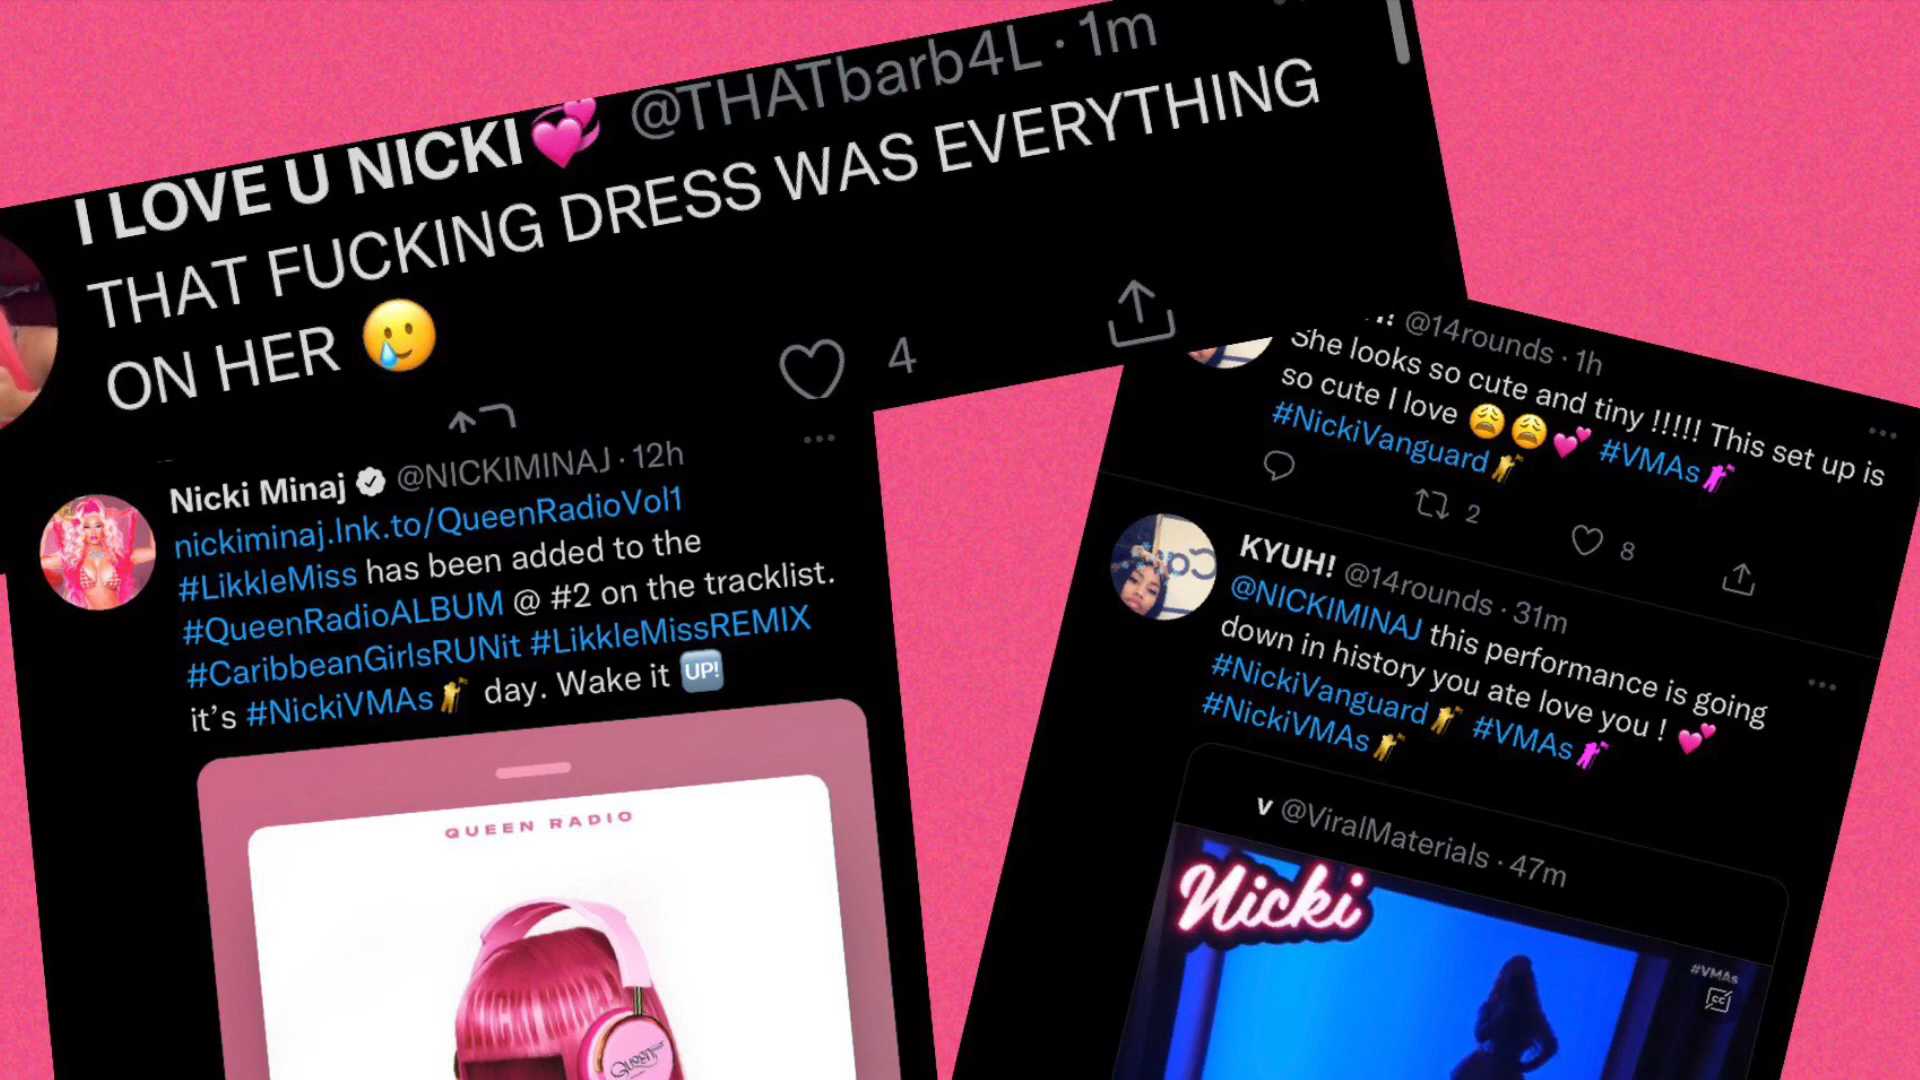 I LOVE U NICKI💞 @THATbarb4L · 1m
THAT FUCKING DRESS WAS EVERYTHING
ON HER 🥲
4
Nicki Minaj @NICKIMINAJ · 12h
nickiminaj.lnk.to/QueenRadioVol1
#LikkleMiss has been added to the
#QueenRadioALBUM @ #2 on the tracklist.
#CaribbeanGirlsRUNit #LikkleMissREMIX
it's #NickiVMAs day. Wake it 🆙
QUEEN RADIO
Queen
! @14rounds · 1h
She looks so cute and tiny !!!!! This set up is
so cute I love 😩😩💕 #VMAs
#NickiVanguard
2
8
KYUH! @14rounds · 31m
@NICKIMINAJ this performance is going
down in history you ate love you ! 💕
#NickiVanguard #VMAs
#NickiVMAs
v @ViralMaterials · 47m
Nicki
#VMAs
CC